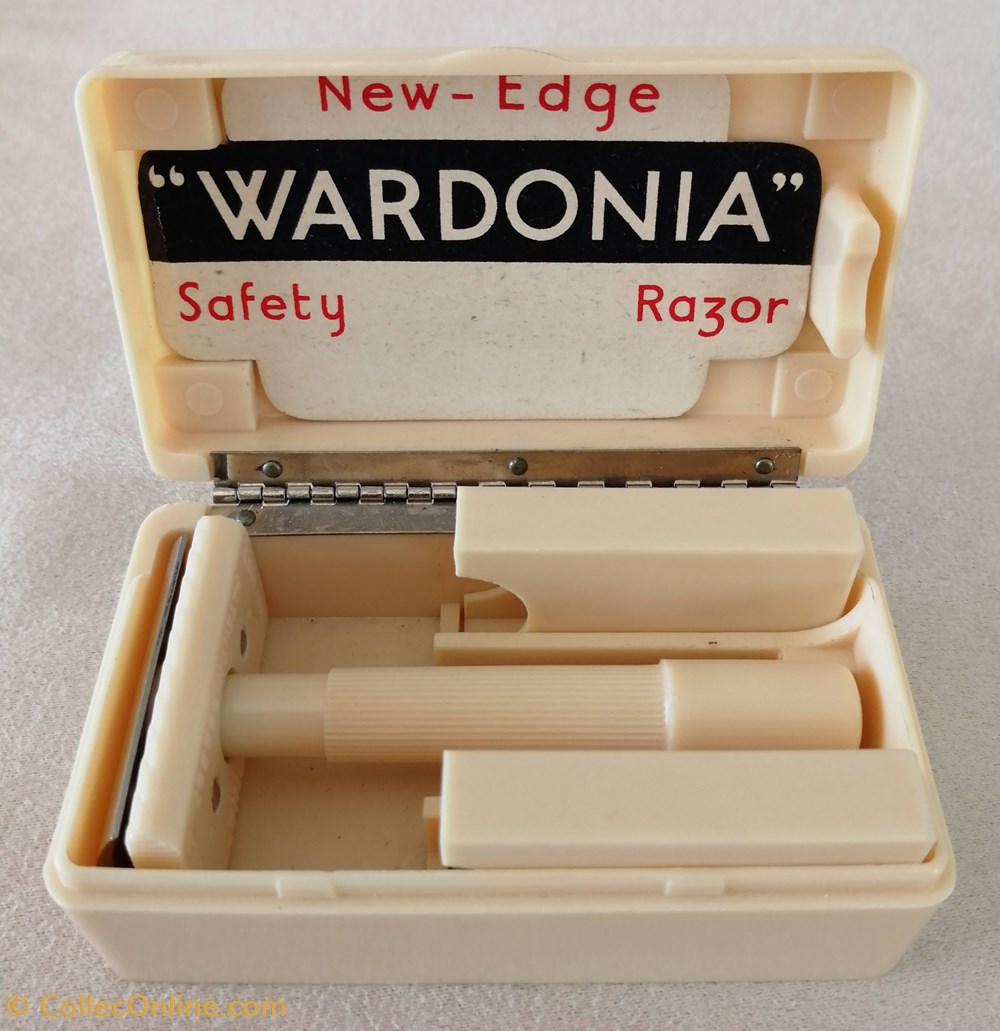 New-Edge
“WARDONIA”
Safety Razor
© CollecOnline.com